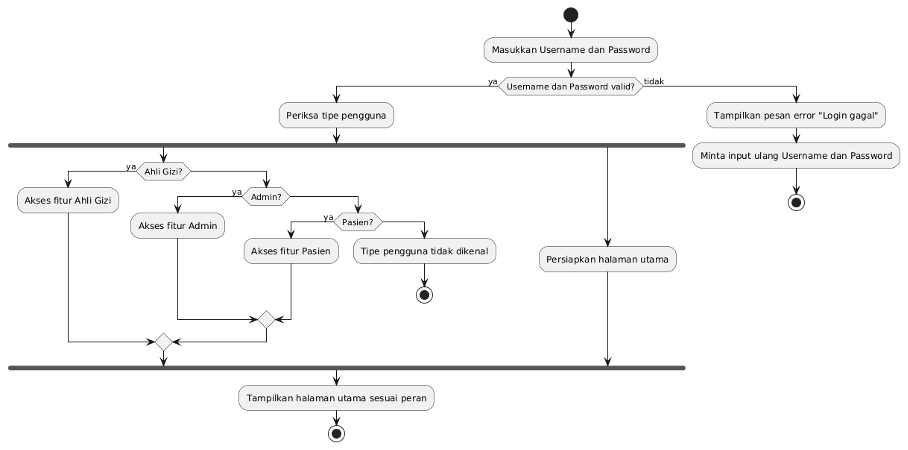 Masukkan Username dan Password
Username dan Password valid?
ya
tidak
Periksa tipe pengguna
Tampilkan pesan error "Login gagal"
Minta input ulang Username dan Password
Ahli Gizi?
ya
Akses fitur Ahli Gizi
Admin?
ya
Akses fitur Admin
Pasien?
ya
Akses fitur Pasien
Tipe pengguna tidak dikenal
Persiapkan halaman utama
Tampilkan halaman utama sesuai peran